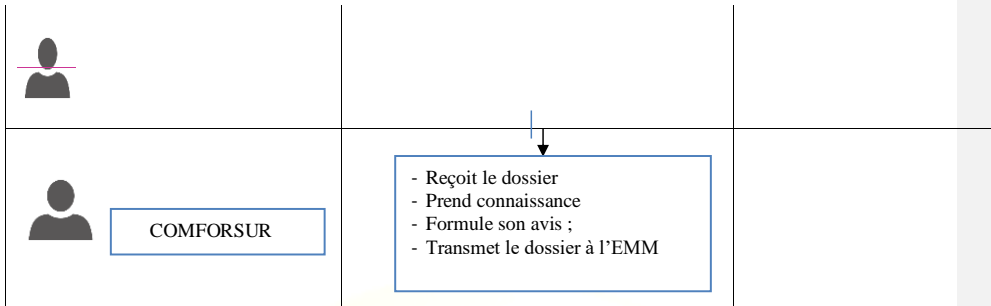 COMFORSUR
- Reçoit le dossier
- Prend connaissance
- Formule son avis ;
- Transmet le dossier à l’EMM